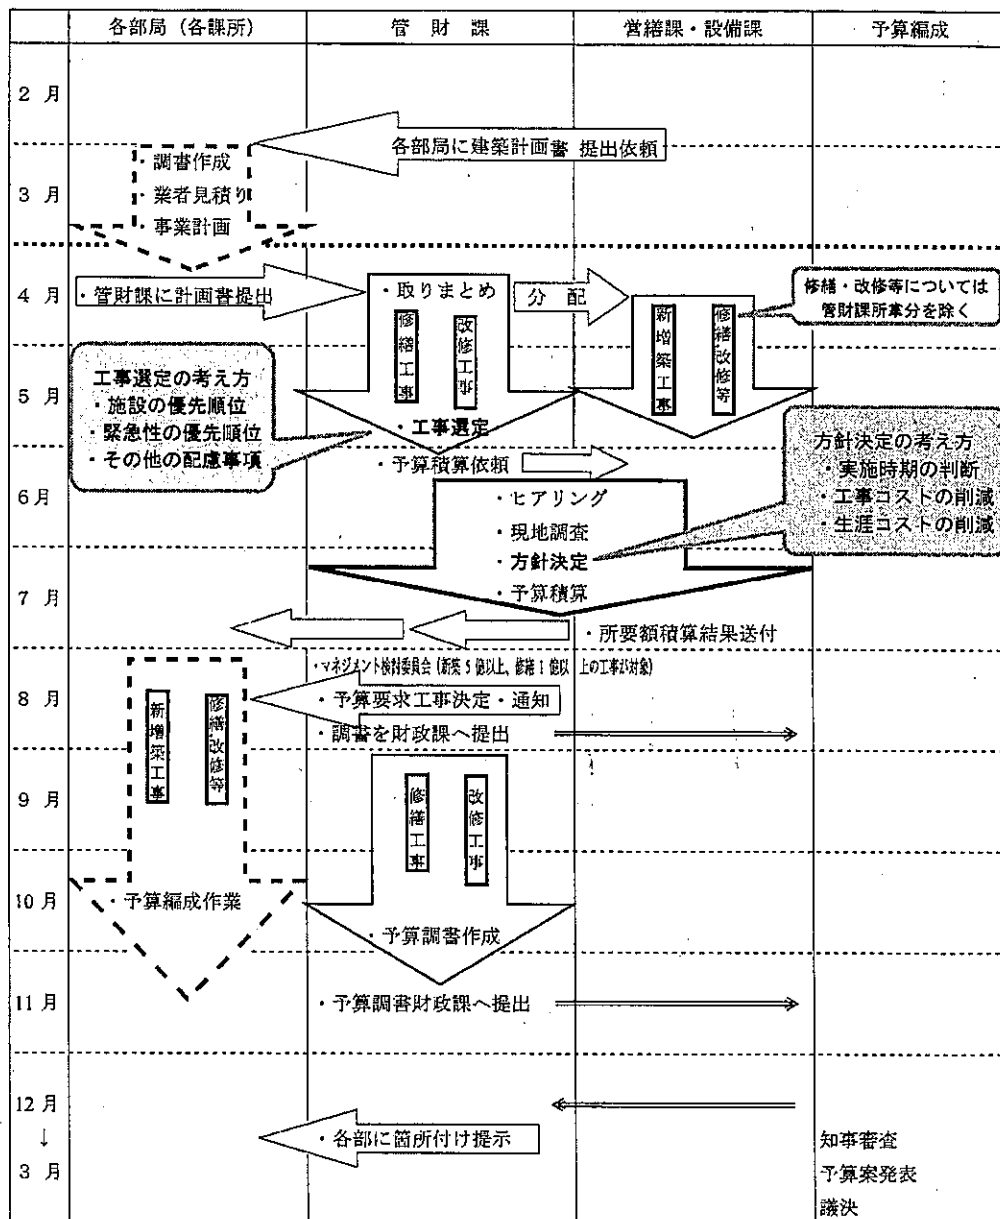 各部局（各課所）
管財課
営繕課・設備課
予算編成
2月
各部局に建築計画書 提出依頼
3月
・調書作成
・業者見積り
・事業計画
4月
・管財課に計画書提出
・取りまとめ
分配
修繕・改修等については
管財課所掌分を除く
修繕工事
改修工事
新増築工事
修繕・改修等
5月
工事選定の考え方
・施設の優先順位
・緊急性の優先順位
・その他の配慮事項
・工事選定
・予算積算依頼
方針決定の考え方
・実施時期の判断
・工事コストの削減
・生涯コストの削減
6月
・ヒアリング
・現地調査
・方針決定
・予算積算
7月
・所要額積算結果送付
・マネジメント検討委員会（新築5億以上、修繕1億以上の工事が対象）
8月
・予算要求工事決定・通知
・調書を財政課へ提出
新増築工事
修繕・改修等
9月
修繕工事
改修工事
10月
・予算編成作業
・予算調書作成
11月
・予算調書財政課へ提出
12月
↓
3月
・各部に箇所付け提示
知事審査
予算案発表
議決